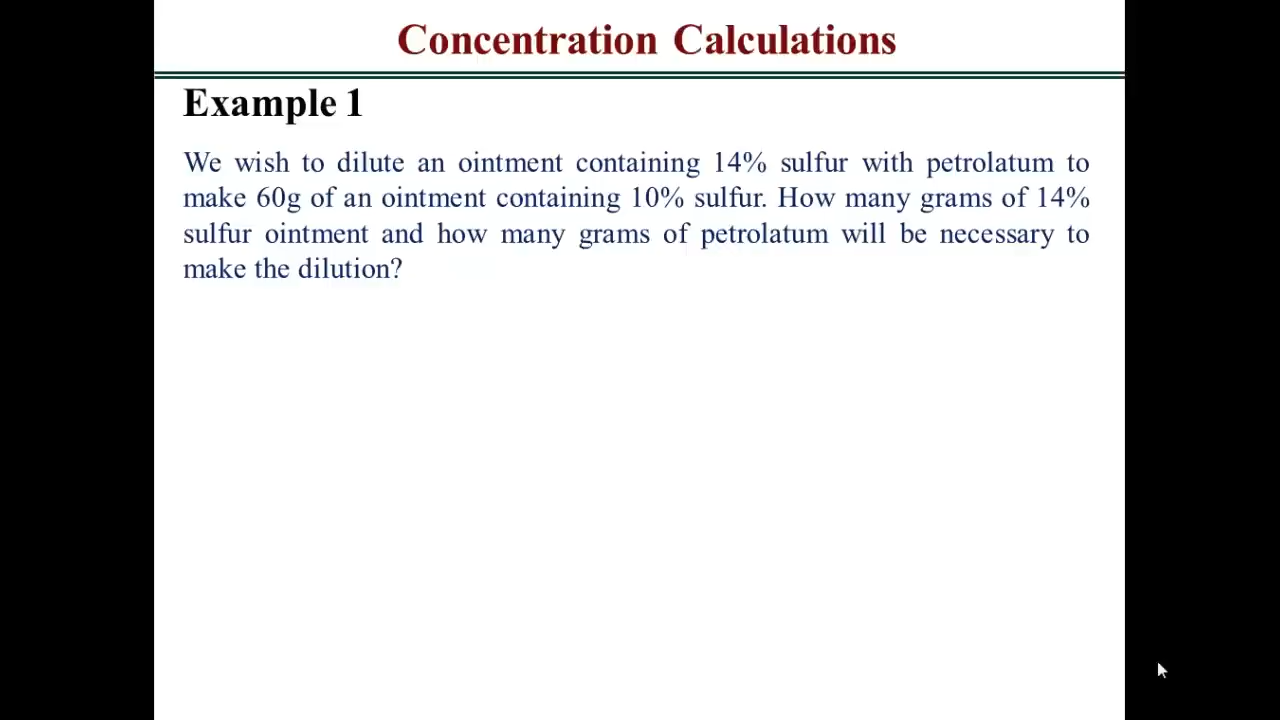 Concentration Calculations
Example 1
We wish to dilute an ointment containing 14% sulfur with petrolatum to
make 60g of an ointment containing 10% sulfur. How many grams of 14%
sulfur ointment and how many grams of petrolatum will be necessary to
make the dilution?